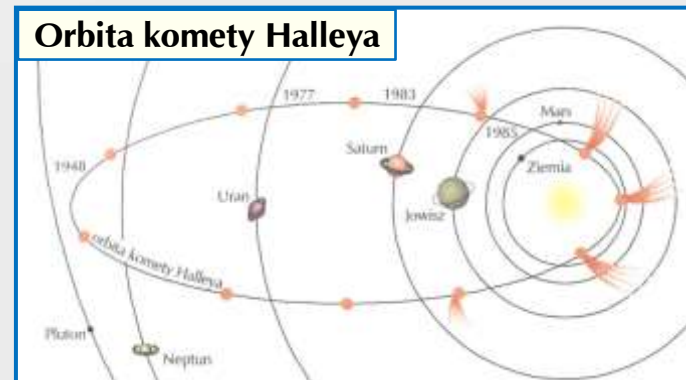 Orbita komety Halleya
1977
1983
Mars
1985
Saturn
Ziemia
1948
Uran
Jowisz
orbita komety Halleya
Pluton
Neptun